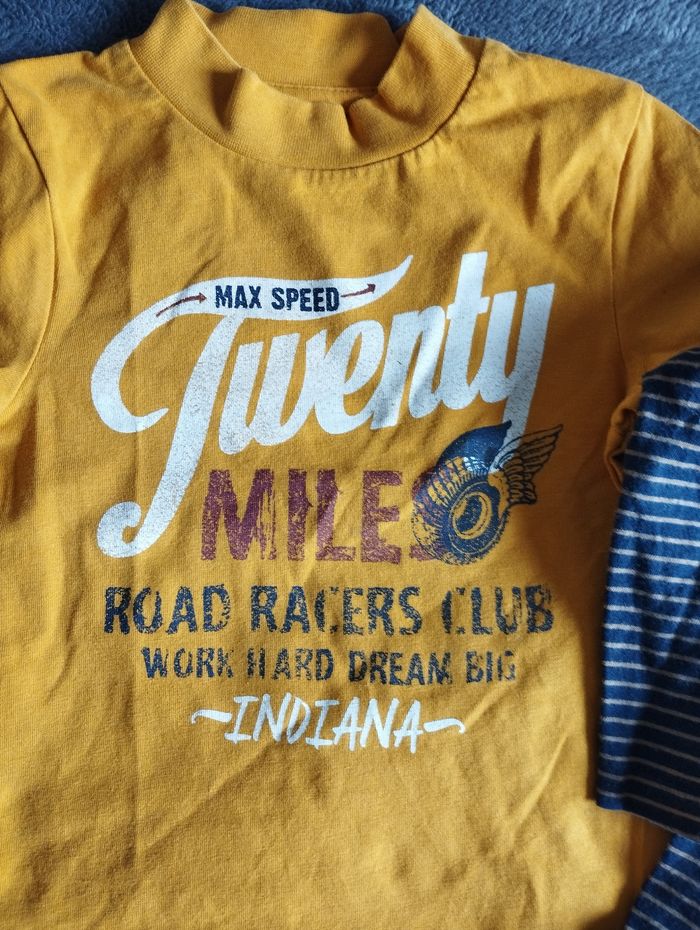 MAX SPEED
Twenty
MILES
ROAD RACERS CLUB
WORK HARD DREAM BIG
~INDIANA~